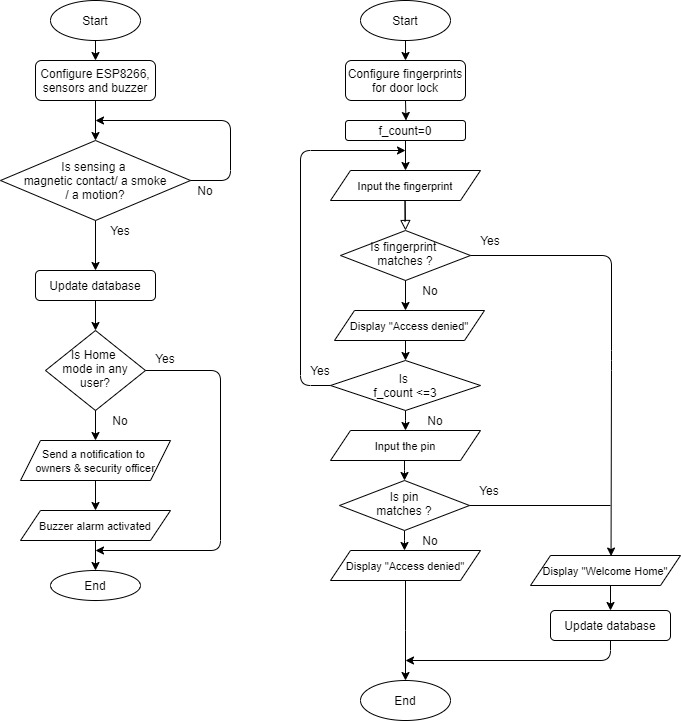 Start
Configure ESP8266,
sensors and buzzer
Is sensing a
magnetic contact/ a smoke
/ a motion?
No
Yes
Update database
Is Home
mode in any
user?
Yes
No
Send a notification to
owners & security officer
Buzzer alarm activated
End
Start
Configure fingerprints
for door lock
f_count=0
Input the fingerprint
Is fingerprint
matches ?
Yes
No
Display "Access denied"
Is
f_count <=3
Yes
No
Input the pin
Is pin
matches ?
Yes
No
Display "Access denied"
Display "Welcome Home"
Update database
End